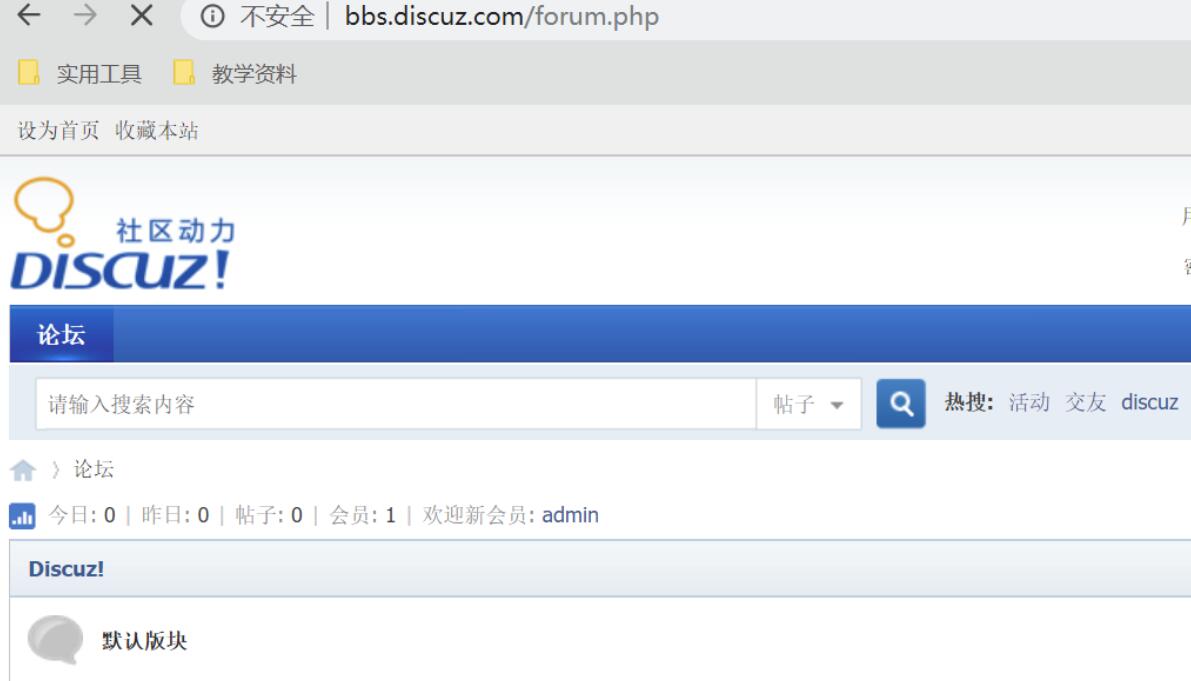 不安全 | bbs.discuz.com/forum.php
实用工具 教学资料
设为首页 收藏本站
社区动力
DISCUZ!
论坛
请输入搜索内容 帖子 热搜: 活动 交友 discuz
论坛
今日: 0 | 昨日: 0 | 帖子: 0 | 会员: 1 | 欢迎新会员: admin
Discuz!
默认版块